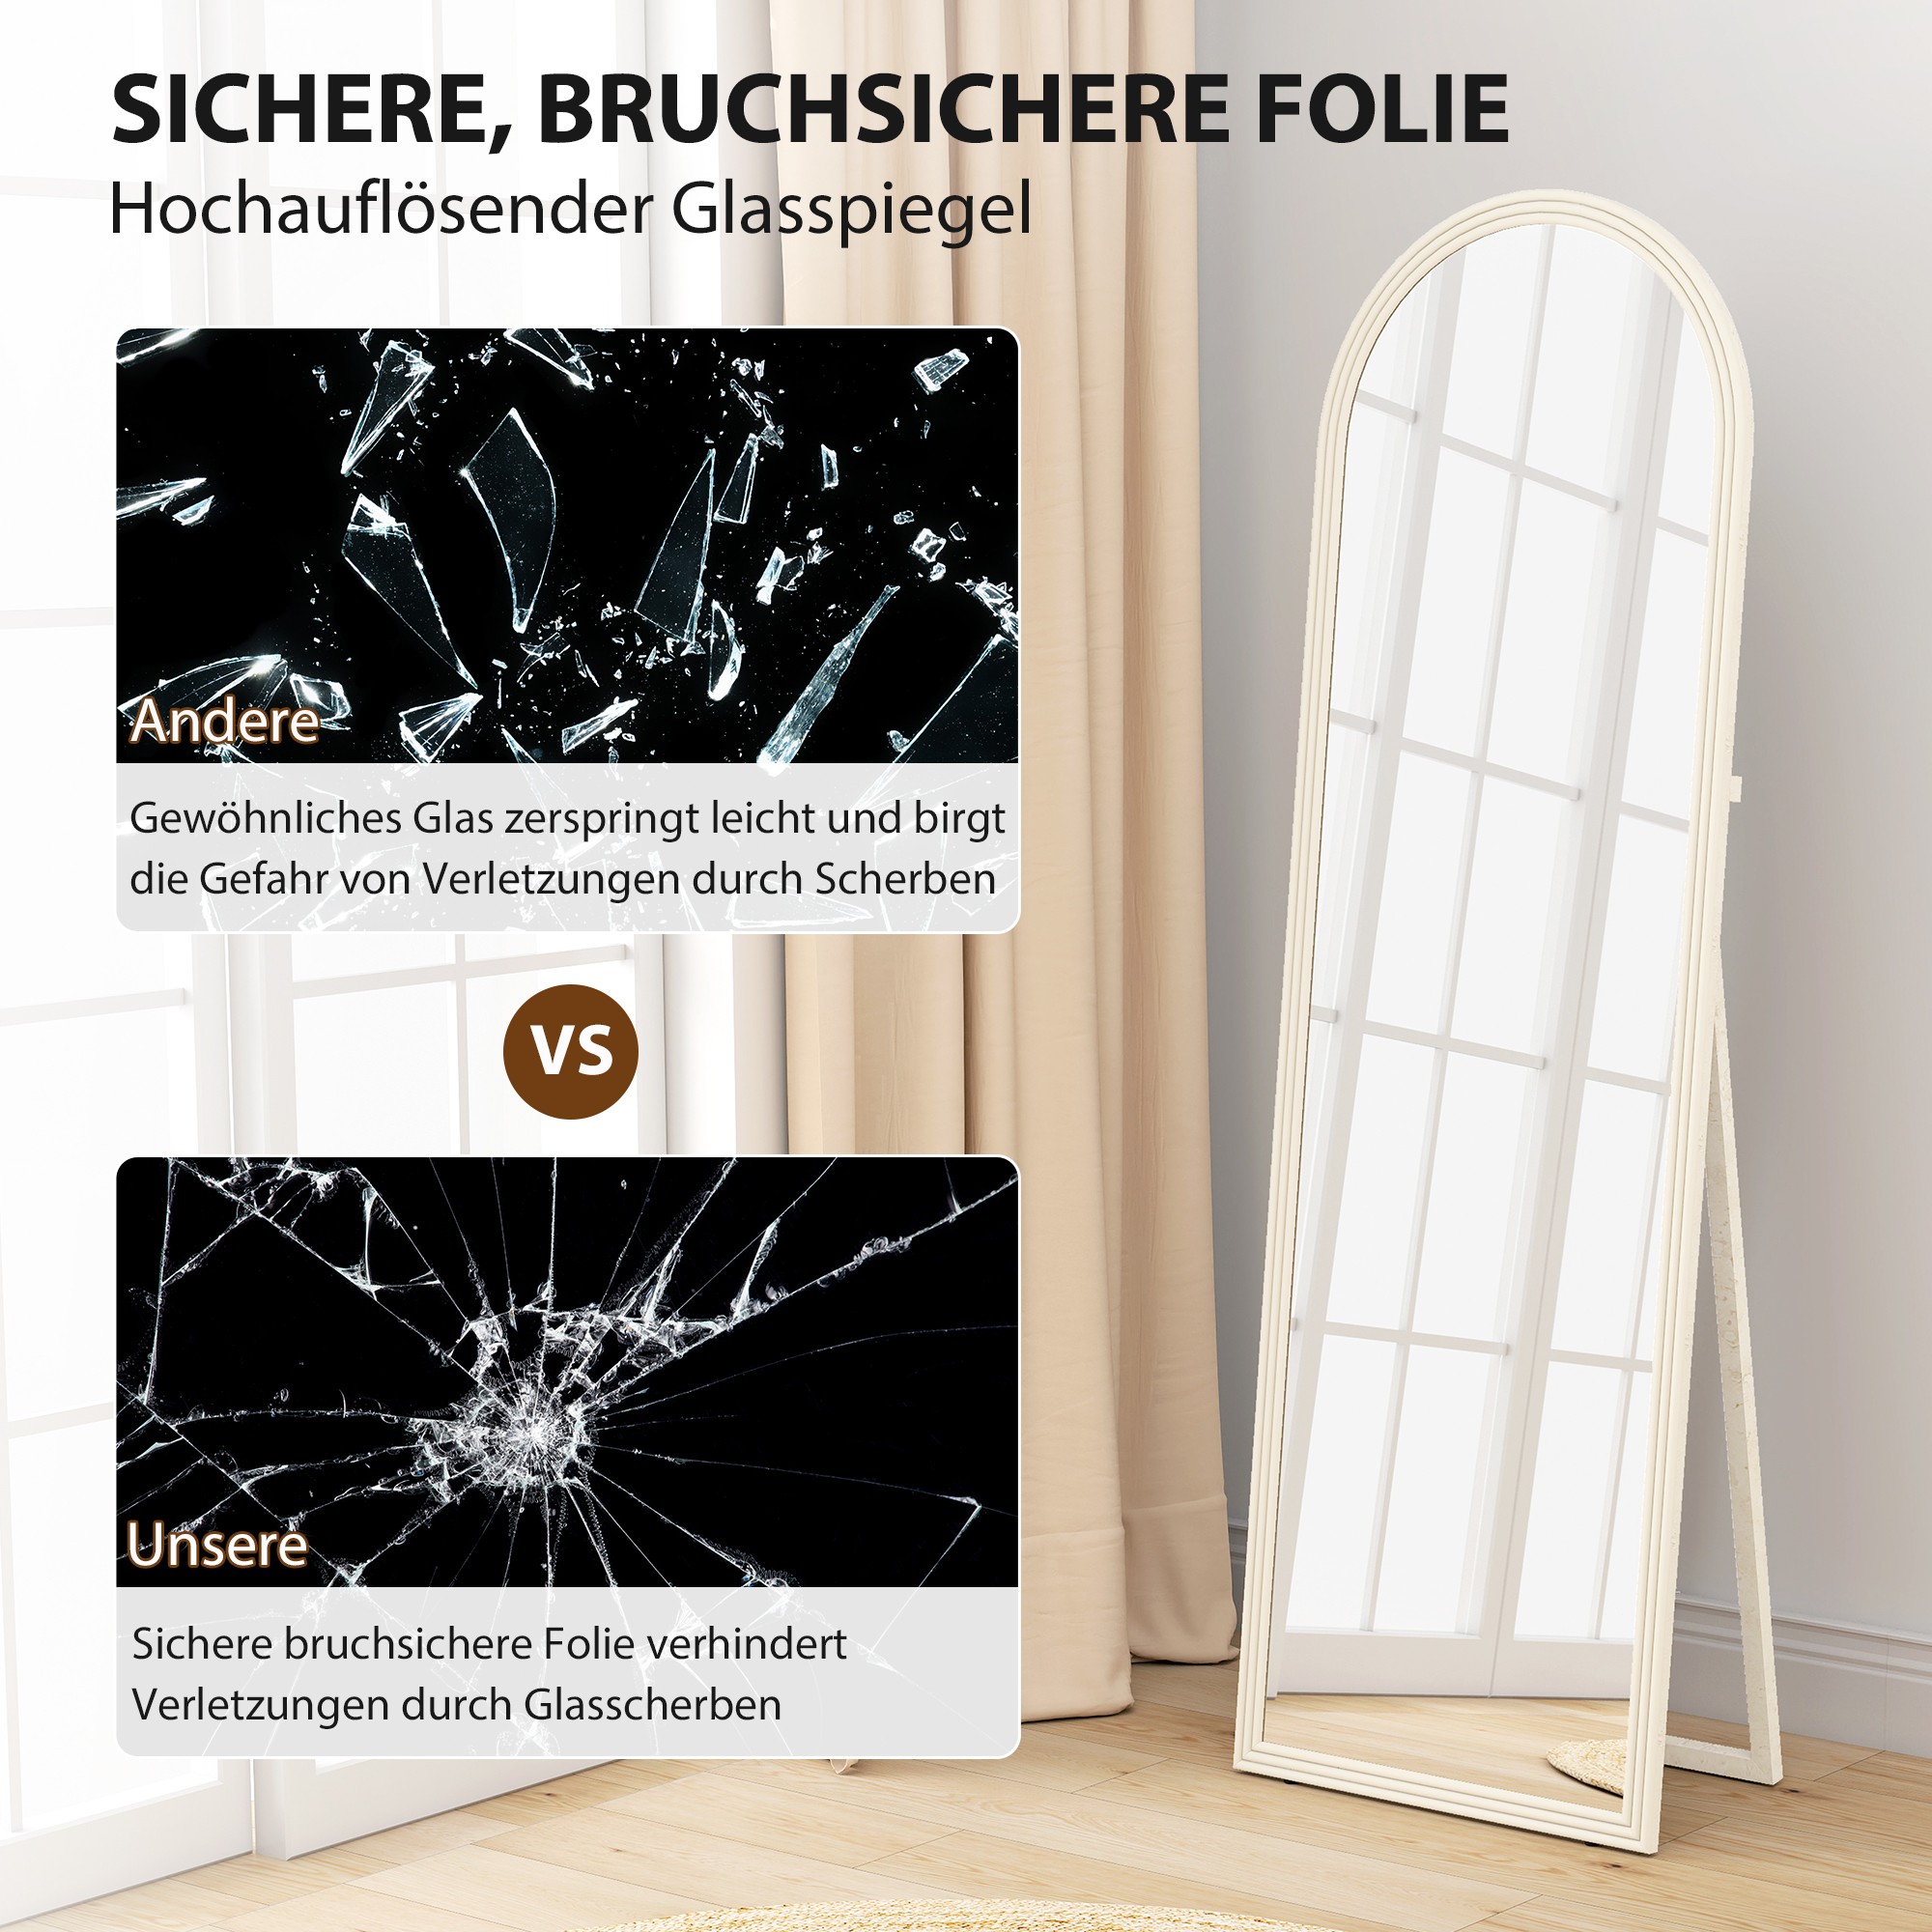 SICHERE, BRUCHSICHERE FOLIE
Hochauflösender Glasspiegel
Andere
Gewöhnliches Glas zerspringt leicht und birgt
die Gefahr von Verletzungen durch Scherben
VS
Unsere
Sichere bruchsichere Folie verhindert
Verletzungen durch Glasscherben